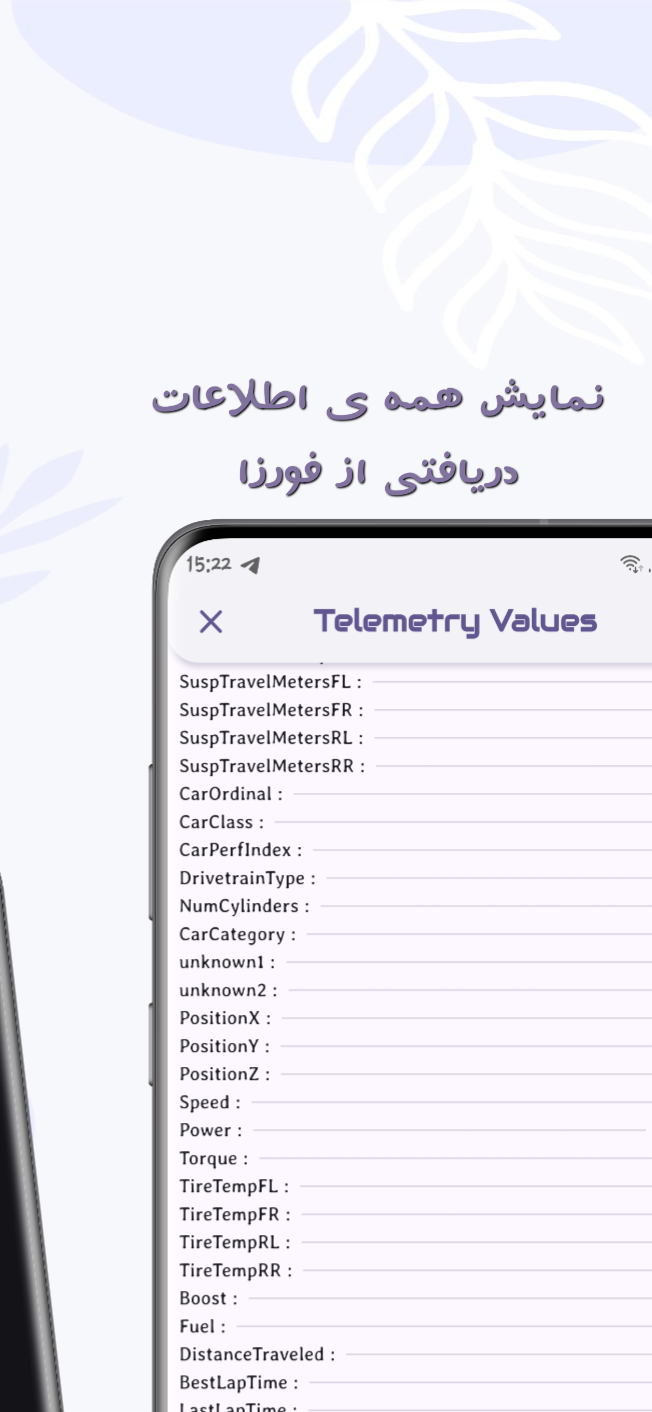 نمایش همه ی اطلاعات
دریافتی از فورزا
15:22
Telemetry Values
SuspTravelMetersFL :
SuspTravelMetersFR :
SuspTravelMetersRL :
SuspTravelMetersRR :
CarOrdinal :
CarClass :
CarPerfIndex :
DrivetrainType :
NumCylinders :
CarCategory :
unknown1 :
unknown2 :
PositionX :
PositionY :
PositionZ :
Speed :
Power :
Torque :
TireTempFL :
TireTempFR :
TireTempRL :
TireTempRR :
Boost :
Fuel :
DistanceTraveled :
BestLapTime :
LastLapTime :